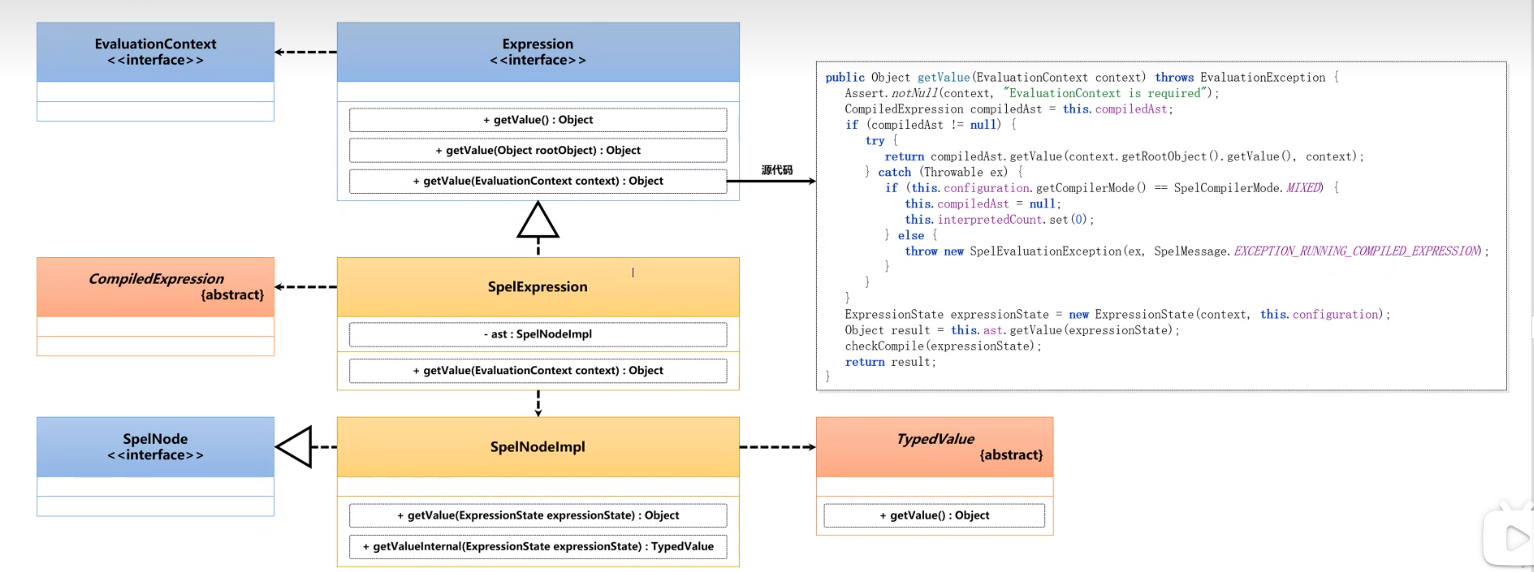 EvaluationContext
<<interface>>
Expression
<<interface>>
+ getValue() : Object
+ getValue(Object rootObject) : Object
+ getValue(EvaluationContext context) : Object
源代码
public Object getValue(EvaluationContext context) throws EvaluationException {
Assert.notNull(context, "EvaluationContext is required");
CompiledExpression compiledAst = this.compiledAst;
if (compiledAst != null) {
try {
return compiledAst.getValue(context.getRootObject().getValue(), context);
} catch (Throwable ex) {
if (this.configuration.getCompilerMode() == SpelCompilerMode.MIXED) {
this.compiledAst = null;
this.interpretedCount.set(0);
} else {
throw new SpelEvaluationException(ex, SpelMessage.EXCEPTION_RUNNING_COMPILED_EXPRESSION);
}
}
}
ExpressionState expressionState = new ExpressionState(context, this.configuration);
Object result = this.ast.getValue(expressionState);
checkCompile(expressionState);
return result;
}
CompiledExpression
{abstract}
SpelExpression
- ast : SpelNodeImpl
+ getValue(EvaluationContext context) : Object
SpelNode
<<interface>>
SpelNodeImpl
+ getValue(ExpressionState expressionState) : Object
+ getValueInternal(ExpressionState expressionState) : TypedValue
TypedValue
{abstract}
+ getValue() : Object